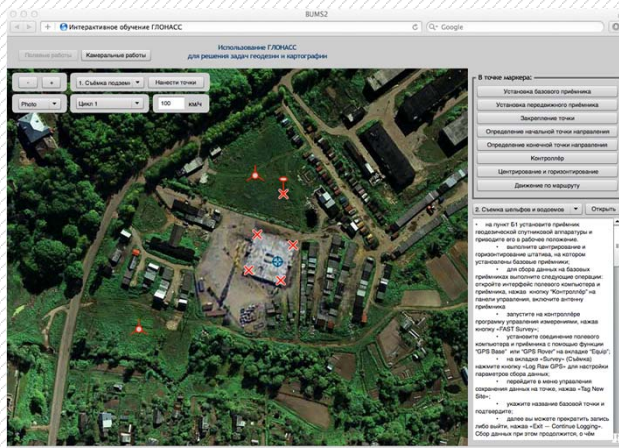 BUMS2
Интерактивное обучение ГЛОНАСС
Google
Полевые работы
Камеральные работы
Использование ГЛОНАСС
для решения задач геодезии и картографии
- + 1. Съёмка подземн Нанести точки
Photo Цикл 1 100 км/ч
В точке маркера:
Установка базового приёмника
Установка передвижного приёмника
Закрепление точки
Определение начальной точки направления
Определение конечной точки направления
Контроллёр
Центрирование и горизонтирование
Движение по маршруту
2. Съемка шельфов и водоемов Открыть
• на пункт Б1 установите приёмник
геодезической спутниковой аппаратуры и
приводите его в рабочее положение.
• выполните центрирование и
горизонтирование штатива, на котором
установлены базовые приёмники;
• для сбора данных на базовых
приёмниках выполните следующие операции:
откройте интерфейс полевого компьютера и
приёмника, нажав кнопку "Контроллёр" на
панели управления, включите антенну
приёмника
• запустите на контроллёре
программу управления измерениями, нажав
кнопку «FAST Survey»;
• установите соединение полевого
компьютера и приёмника с помощью функции
"GPS Base" или "GPS Rover" на вкладке "Equip";
• на вкладке «Survey» (Съёмка)
нажмите кнопку «Log Raw GPS» для настройки
параметров сбора данных;
• перейдите в меню управления
сохранения данных на точке, нажав «Tag New
Site»;
• укажите название базовой точки и
подтвердите;
• далее вы можете прекратить запись
либо выйти, нажав «Exit — Continue Logging».
Сбор данных при этом продолжится, о чём